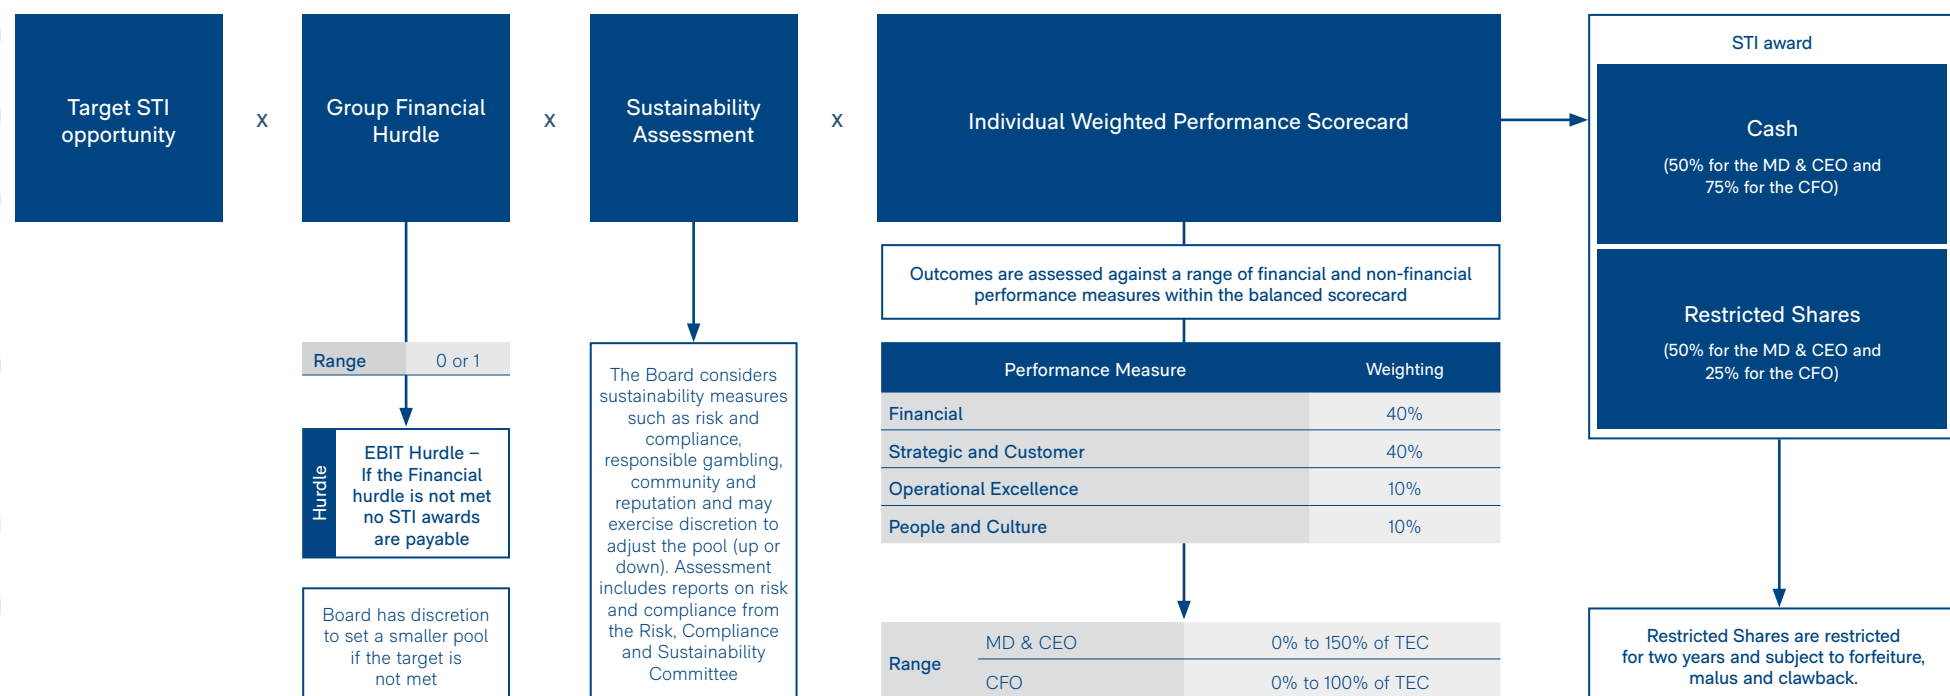 Target STI
opportunity
x
Group Financial
Hurdle
x
Sustainability
Assessment
x
Individual Weighted Performance Scorecard
STI award
Cash
(50% for the MD & CEO and
75% for the CFO)
Restricted Shares
(50% for the MD & CEO and
25% for the CFO)
Range 0 or 1
Hurdle
EBIT Hurdle –
If the Financial
hurdle is not met
no STI awards
are payable
Board has discretion
to set a smaller pool
if the target is
not met
The Board considers
sustainability measures
such as risk and
compliance,
responsible gambling,
community and
reputation and may
exercise discretion to
adjust the pool (up or
down). Assessment
includes reports on risk
and compliance from
the Risk, Compliance
and Sustainability
Committee
Outcomes are assessed against a range of financial and non-financial
performance measures within the balanced scorecard
Performance Measure Weighting
Financial 40%
Strategic and Customer 40%
Operational Excellence 10%
People and Culture 10%
Range
MD & CEO 0% to 150% of TEC
CFO 0% to 100% of TEC
Restricted Shares are restricted
for two years and subject to forfeiture,
malus and clawback.